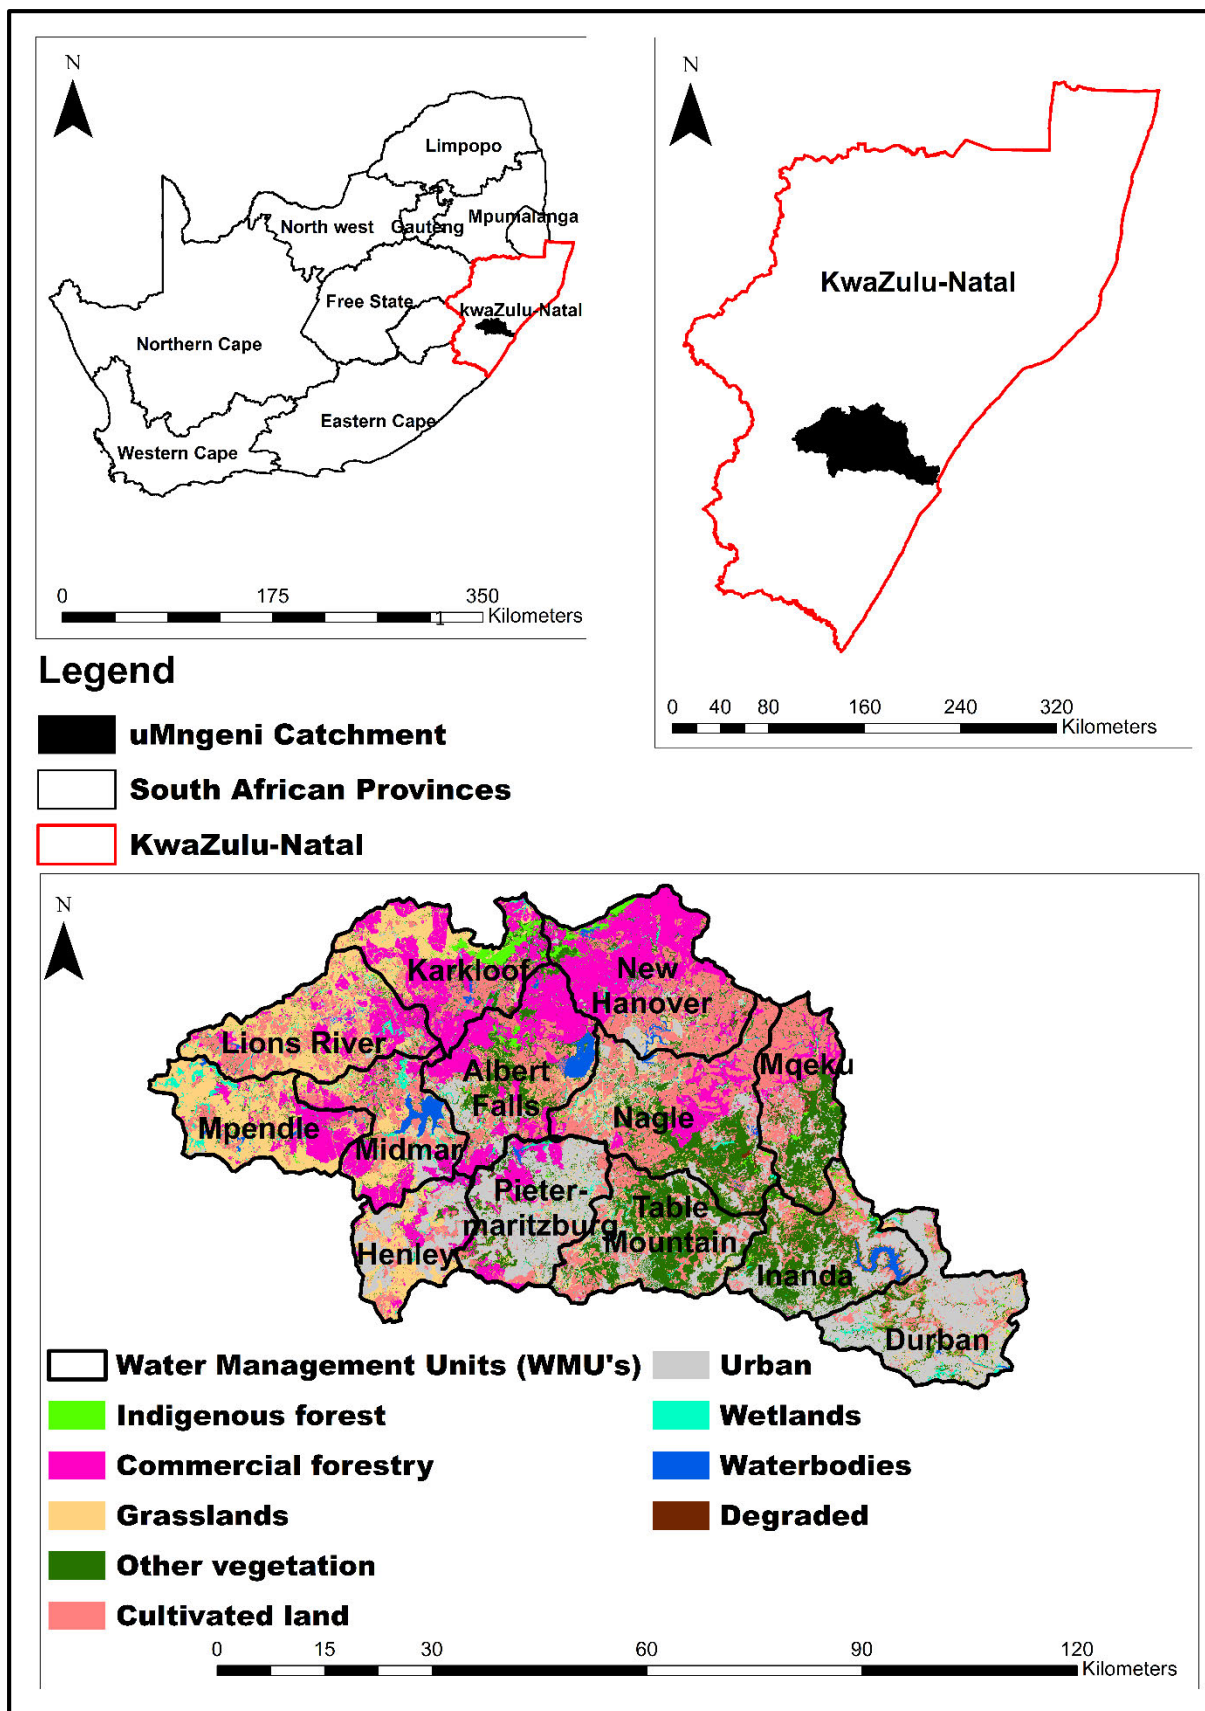 N
Limpopo
North west
Gauteng
Mpumalanga
Free State
kwaZulu-Natal
Northern Cape
Eastern Cape
Western Cape
0 175 350
1 Kilometers
N
KwaZulu-Natal
0 40 80 160 240 320
Kilometers
Legend
uMngeni Catchment
South African Provinces
KwaZulu-Natal
N
Karkloof
New
Hanover
Lions River
Albert
Falls
Mqeku
Mpendle
Midmar
Nagle
Pieter-
maritzburg
Table
Mountain
Henley
Inanda
Durban
Water Management Units (WMU's)
Indigenous forest
Commercial forestry
Grasslands
Other vegetation
Cultivated land
Urban
Wetlands
Waterbodies
Degraded
0 15 30 60 90 120
Kilometers